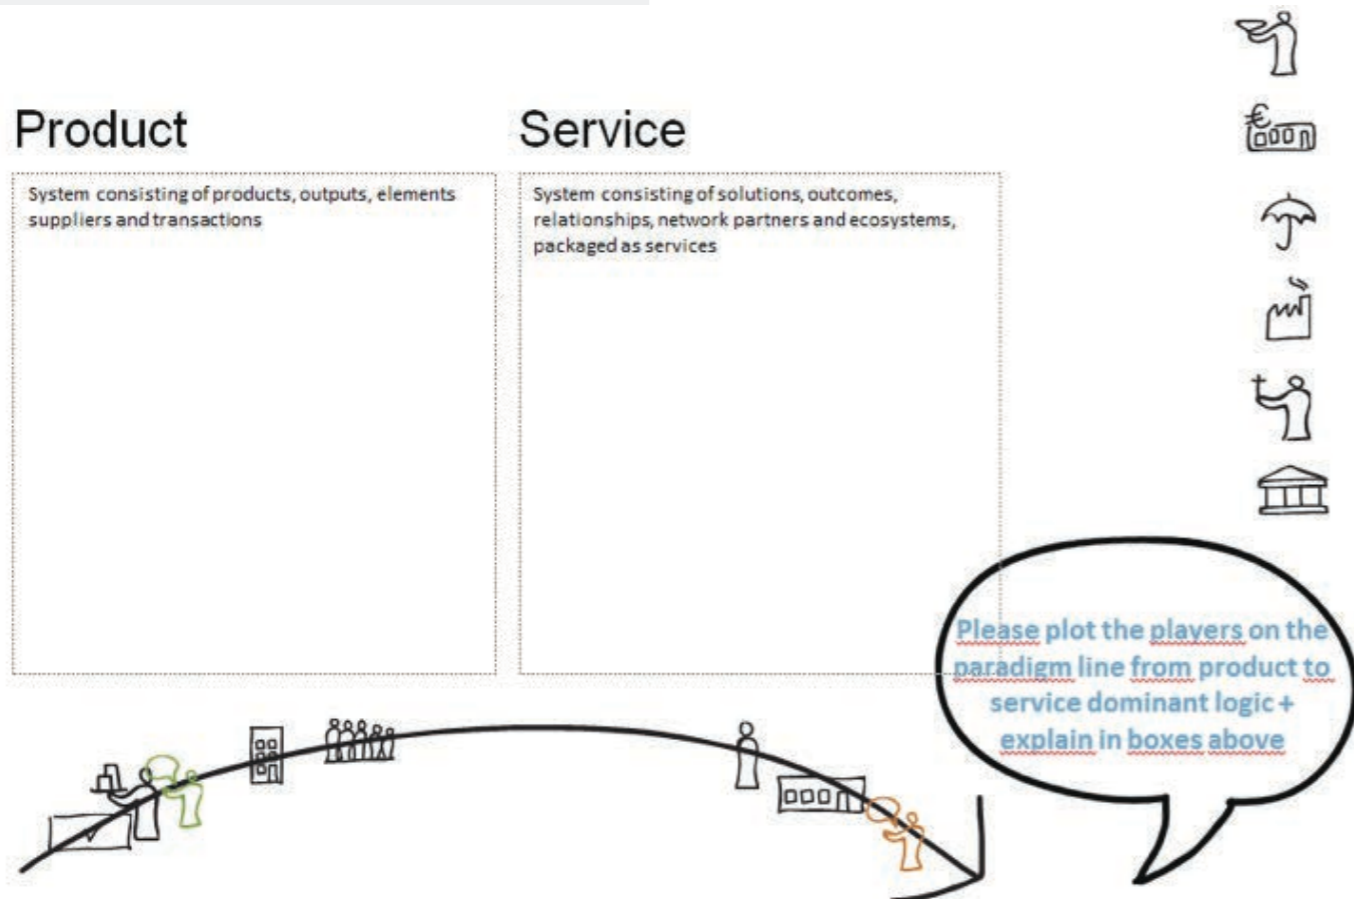 Product
Service
System consisting of products, outputs, elements
suppliers and transactions
System consisting of solutions, outcomes,
relationships, network partners and ecosystems,
packaged as services
€
Please plot the players on the
paradigm line from product to
service dominant logic +
explain in boxes above